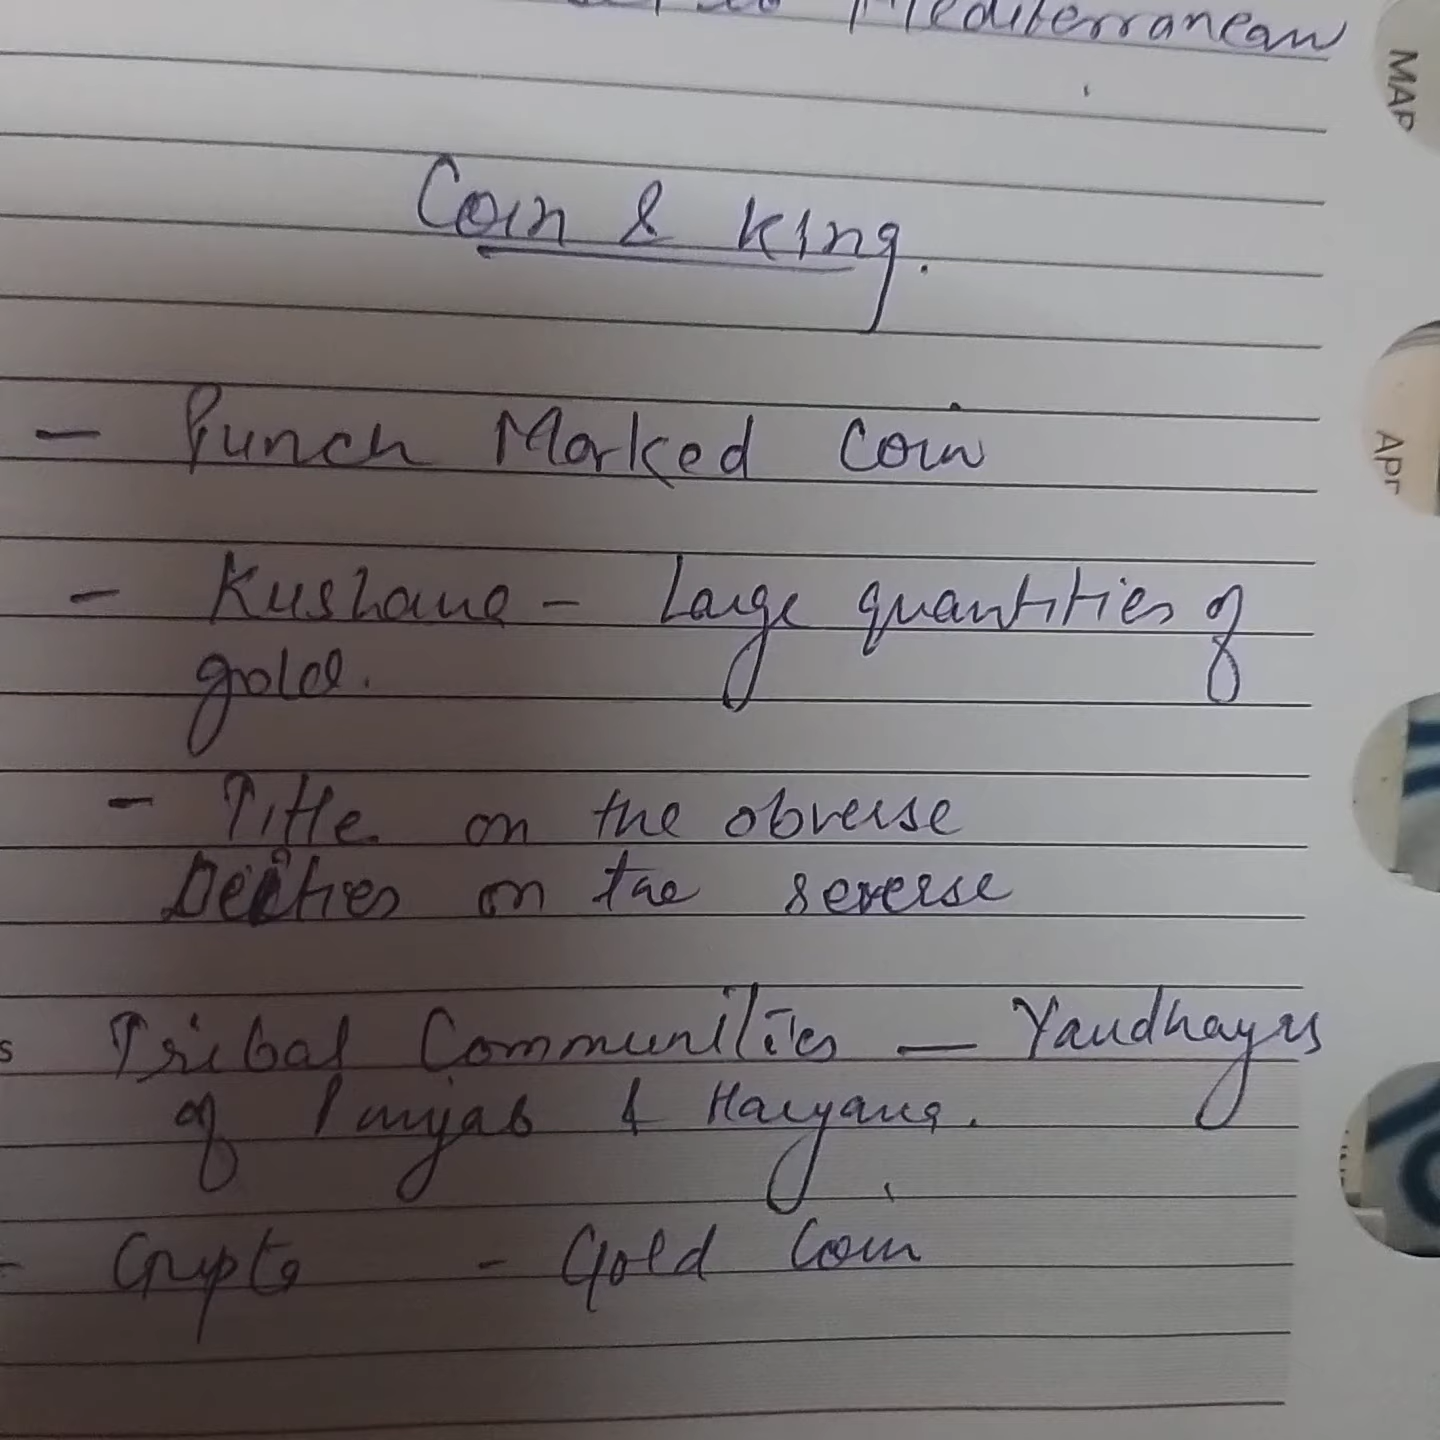 Mediterranean
Coin & King.
- Punch Marked Coin
- Kushana - Large quantities of
gold.
- Title on the obverse
Deities on the reverse
Tribal Communities - Yaudhayas
of Punjab & Haryana.
- Gupta - Gold Coin
MAP
Apr